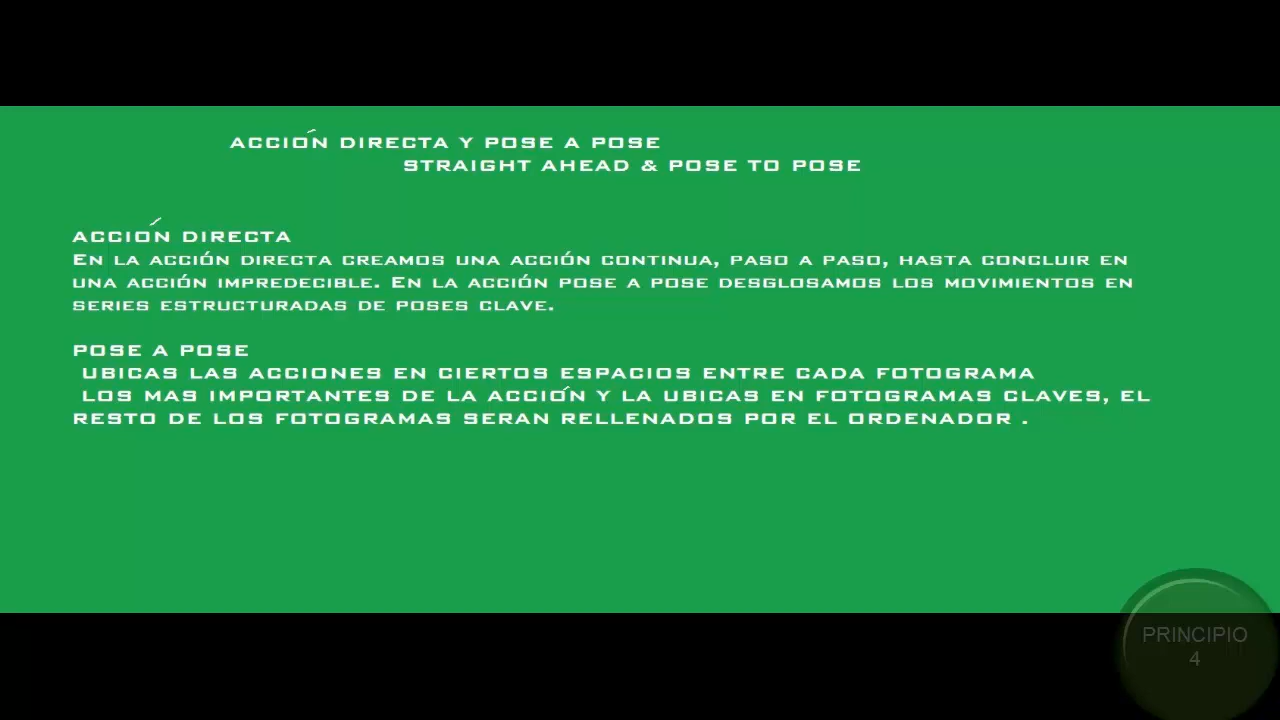 ACCIÓN DIRECTA Y POSE A POSE
STRAIGHT AHEAD & POSE TO POSE
ACCIÓN DIRECTA
EN LA ACCIÓN DIRECTA CREAMOS UNA ACCIÓN CONTINUA, PASO A PASO, HASTA CONCLUIR EN
UNA ACCIÓN IMPREDECIBLE. EN LA ACCIÓN POSE A POSE DESGLOSAMOS LOS MOVIMIENTOS EN
SERIES ESTRUCTURADAS DE POSES CLAVE.
POSE A POSE
UBICAS LAS ACCIONES EN CIERTOS ESPACIOS ENTRE CADA FOTOGRAMA
LOS MAS IMPORTANTES DE LA ACCIÓN Y LA UBICAS EN FOTOGRAMAS CLAVES, EL
RESTO DE LOS FOTOGRAMAS SERAN RELLENADOS POR EL ORDENADOR .
PRINCIPIO
4